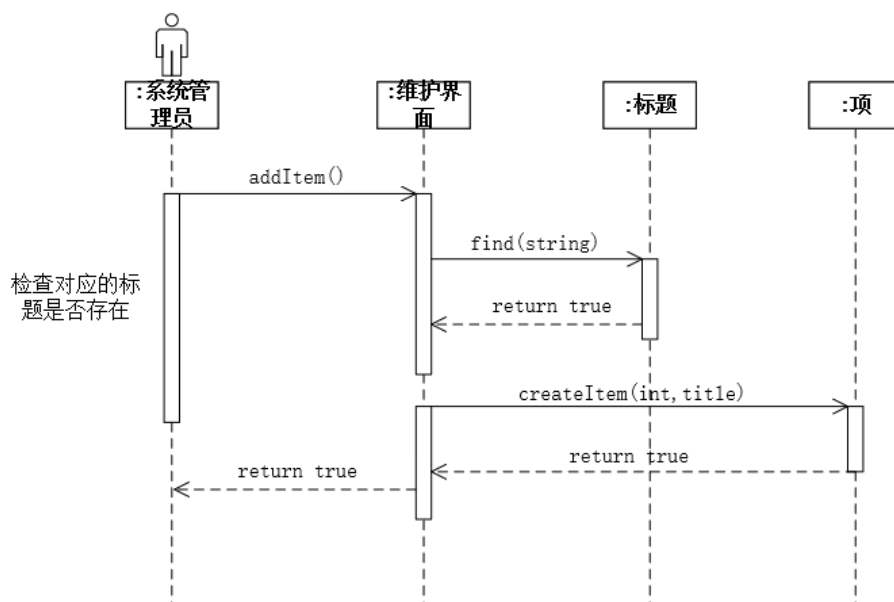 :系统管
理员
:维护界
面
:标题
:项
addItem()
find(string)
检查对应的标
题是否存在
return true
createItem(int,title)
return true
return true